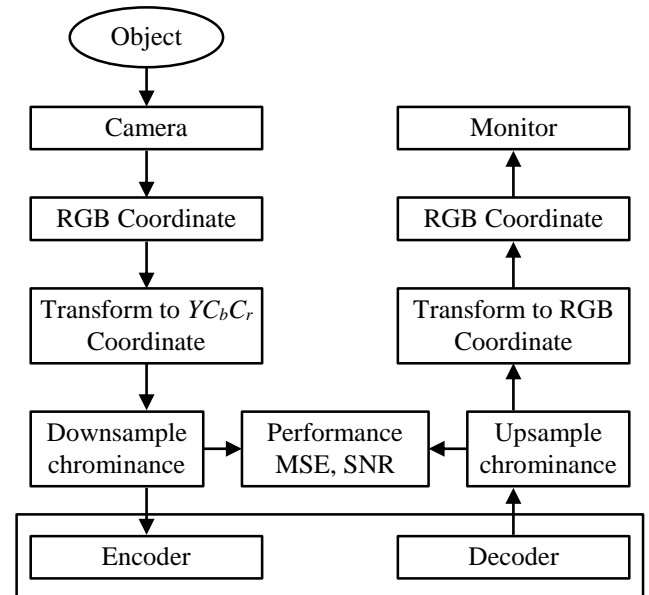 Object
Camera
Monitor
RGB Coordinate
RGB Coordinate
Transform to YCbCr
Coordinate
Transform to RGB
Coordinate
Downsample
chrominance
Performance
MSE, SNR
Upsample
chrominance
Encoder
Decoder